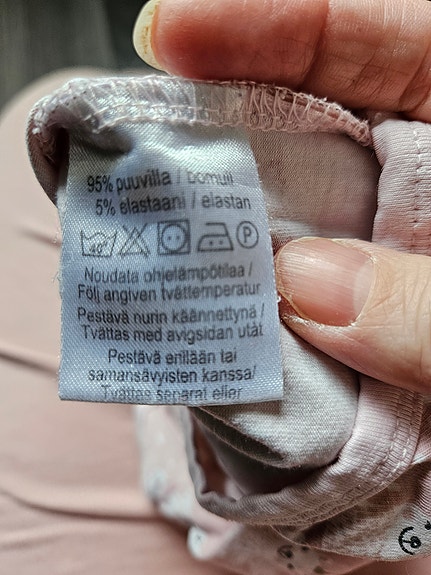 95% puuvilla / bomull
5% elastaani / elastan
40° P
Noudata ohjelämpötilaa /
Följ angiven tvättemperatur
Pestävä nurin käännettynä /
Tvättas med avigsidan utåt
Pestävä erillään tai
samansävyisten kanssa/
Tvättas separat eller